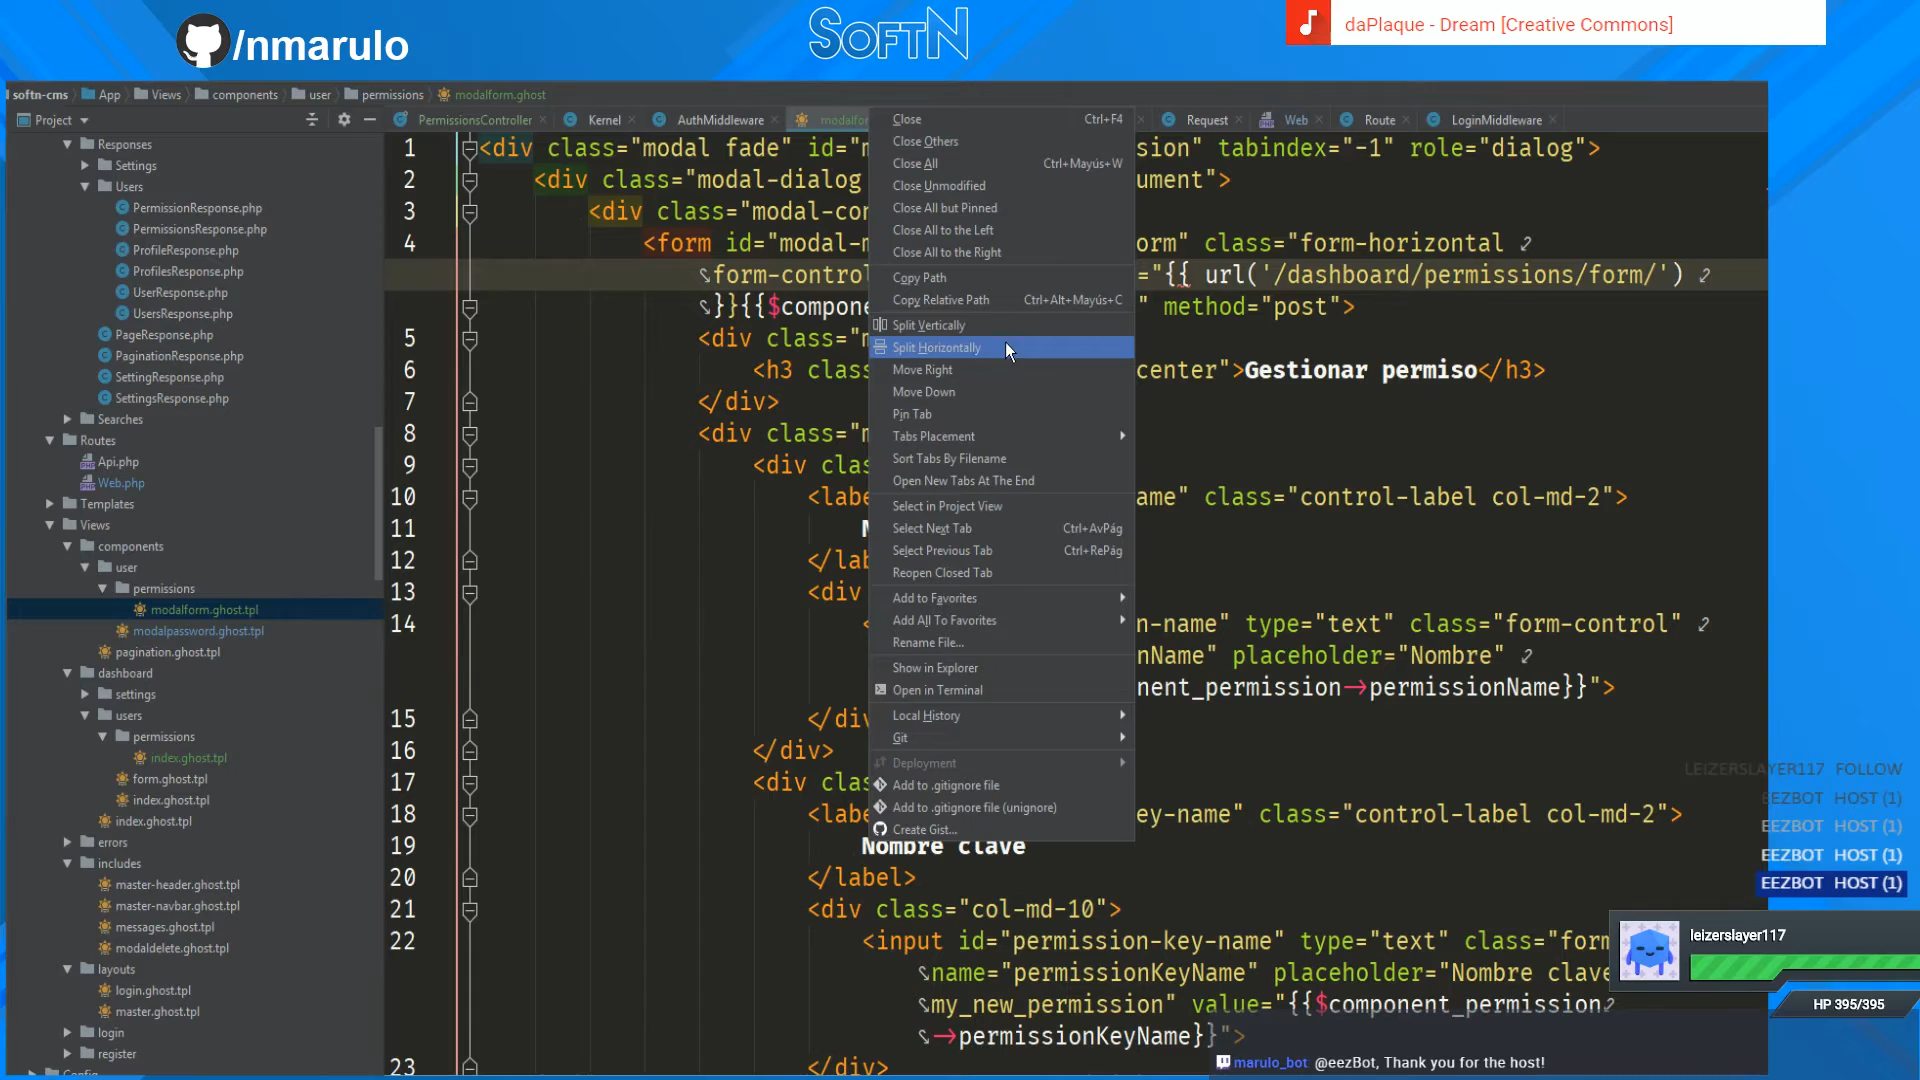 /nmarulo
SOFTN
daPlaque - Dream [Creative Commons]
softn-cms App Views components user permissions modalform.ghost
Project
PermissionsController Kernel AuthMiddleware modalfor Request Web Route LoginMiddleware
Responses
Settings
Users
PermissionResponse.php
PermissionsResponse.php
ProfileResponse.php
ProfilesResponse.php
UserResponse.php
UsersResponse.php
PageResponse.php
PaginationResponse.php
SettingResponse.php
SettingsResponse.php
Searches
Routes
Api.php
Web.php
Templates
Views
components
user
permissions
modalform.ghost.tpl
modalpassword.ghost.tpl
pagination.ghost.tpl
dashboard
settings
users
permissions
index.ghost.tpl
form.ghost.tpl
index.ghost.tpl
index.ghost.tpl
errors
includes
master-header.ghost.tpl
master-navbar.ghost.tpl
messages.ghost.tpl
modaldelete.ghost.tpl
layouts
login.ghost.tpl
master.ghost.tpl
login
register
Config
1 <div class="modal fade" id="m sion" tabindex="-1" role="dialog">
2 <div class="modal-dialog ument">
3 <div class="modal-con
4 <form id="modal-m orm" class="form-horizontal
form-control ="{{ url('/dashboard/permissions/form/')
}}{{$compone " method="post">
5 <div class="m
6 <h3 class center">Gestionar permiso</h3>
7 </div>
8 <div class="m
9 <div clas
10 <label ame" class="control-label col-md-2">
11 N
12 </lab
13 <div
14 < n-name" type="text" class="form-control"
nName" placeholder="Nombre"
nent_permission->permissionName}}">
15 </div
16 </div>
17 <div clas
18 <labe key-name" class="control-label col-md-2">
19 Nombre clave
20 </label>
21 <div class="col-md-10">
22 <input id="permission-key-name" type="text" class="form
name="permissionKeyName" placeholder="Nombre clave
my_new_permission" value="{{$component_permission
->permissionKeyName}}">
23 </div>
Close Ctrl+F4
Close Others
Close All Ctrl+Mayús+W
Close Unmodified
Close All but Pinned
Close All to the Left
Close All to the Right
Copy Path
Copy Relative Path Ctrl+Alt+Mayús+C
Split Vertically
Split Horizontally
Move Right
Move Down
Pin Tab
Tabs Placement
Sort Tabs By Filename
Open New Tabs At The End
Select in Project View
Select Next Tab Ctrl+AvPág
Select Previous Tab Ctrl+RePág
Reopen Closed Tab
Add to Favorites
Add All To Favorites
Rename File...
Show in Explorer
Open in Terminal
Local History
Git
Deployment
Add to .gitignore file
Add to .gitignore file (unignore)
Create Gist...
LEIZERSLAYER117 FOLLOW
EEZBOT HOST (1)
EEZBOT HOST (1)
EEZBOT HOST (1)
EEZBOT HOST (1)
leizerslayer117
HP 395/395
marulo_bot: @eezBot, Thank you for the host!